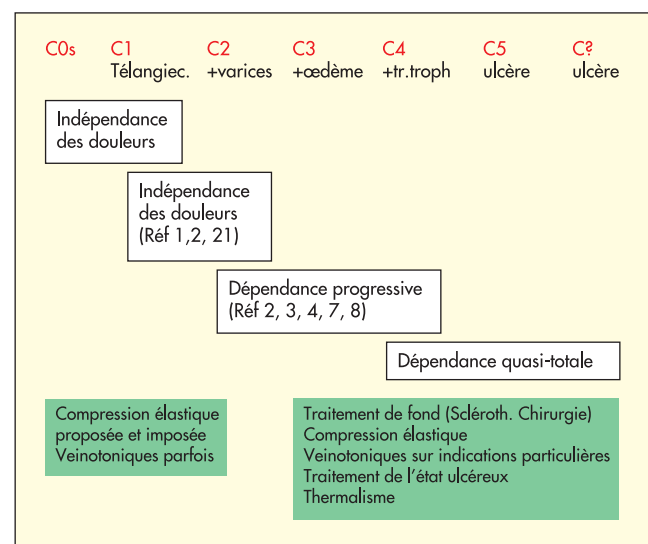 C0s C1 C2 C3 C4 C5 C?
Télangiec. +varices +œdème +tr.troph ulcère ulcère
Indépendance
des douleurs
Indépendance
des douleurs
(Réf 1,2, 21)
Dépendance progressive
(Réf 2, 3, 4, 7, 8)
Dépendance quasi-totale
Compression élastique
proposée et imposée
Veinotoniques parfois
Traitement de fond (Scléroth. Chirurgie)
Compression élastique
Veinotoniques sur indications particulières
Traitement de l'état ulcéreux
Thermalisme